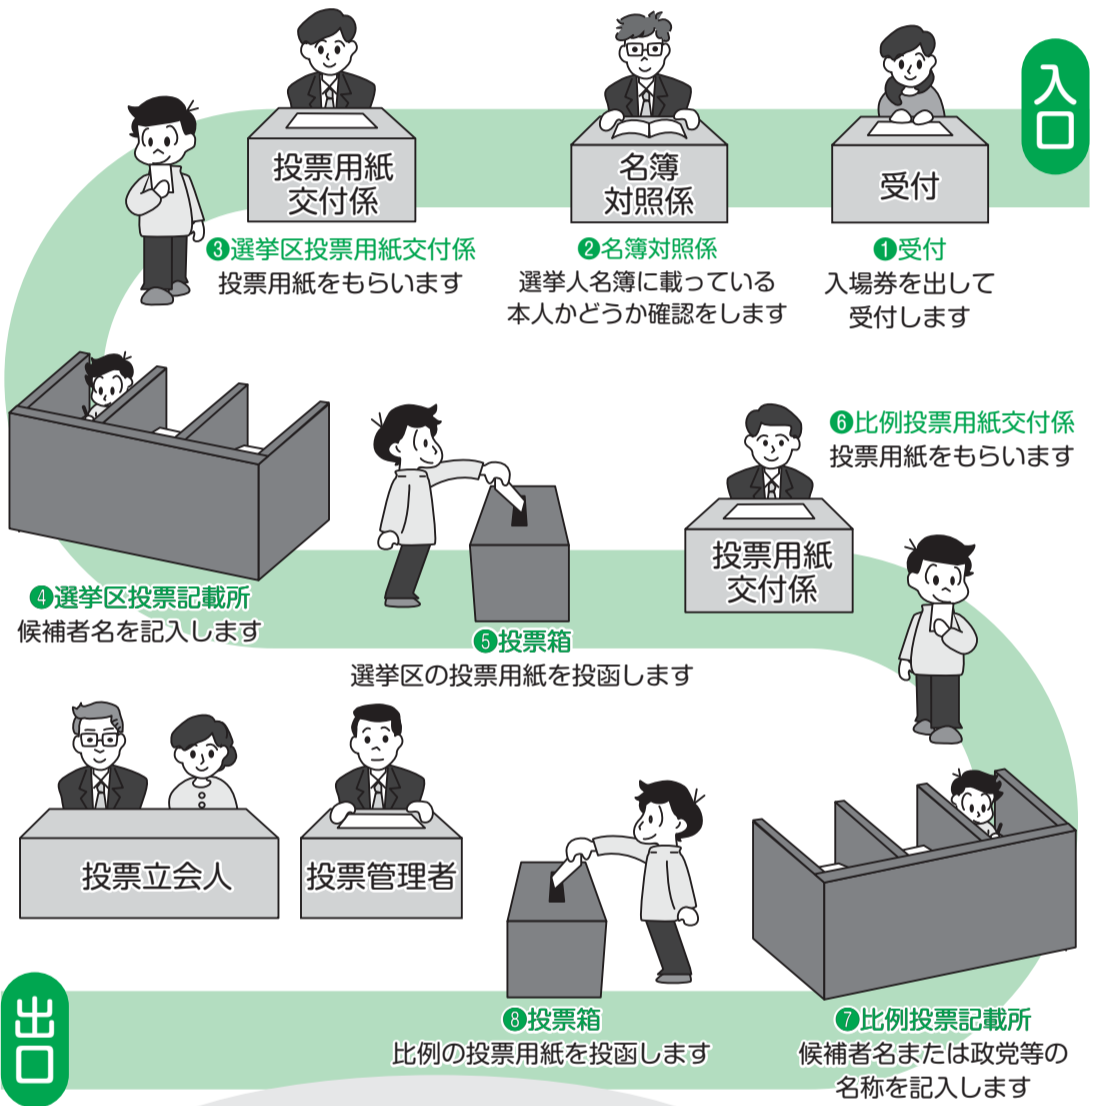 入口
受付
❶受付
入場券を出して
受付します
名簿
対照係
❷名簿対照係
選挙人名簿に載っている
本人かどうか確認をします
投票用紙
交付係
❸選挙区投票用紙交付係
投票用紙をもらいます
❹選挙区投票記載所
候補者名を記入します
❺投票箱
選挙区の投票用紙を投函します
❻比例投票用紙交付係
投票用紙をもらいます
投票用紙
交付係
❼比例投票記載所
候補者名または政党等の
名称を記入します
❽投票箱
比例の投票用紙を投函します
投票管理者
投票立会人
出口